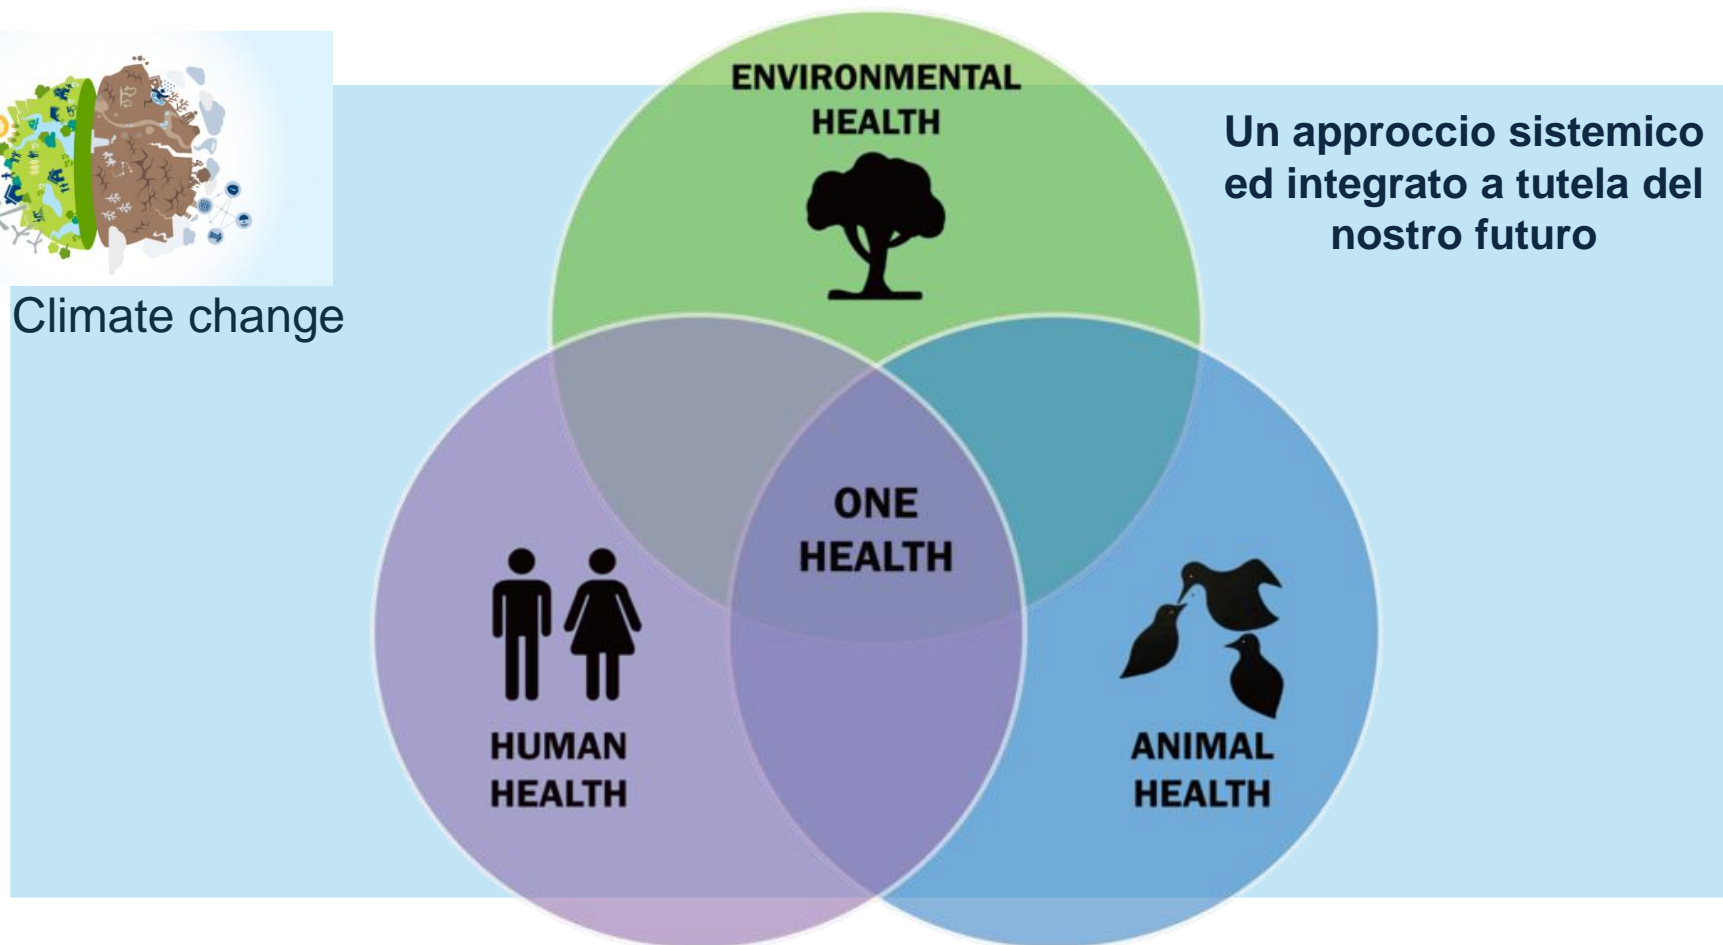 ENVIRONMENTAL
HEALTH
Un approccio sistemico
ed integrato a tutela del
nostro futuro
Climate change
ONE
HEALTH
HUMAN
HEALTH
ANIMAL
HEALTH